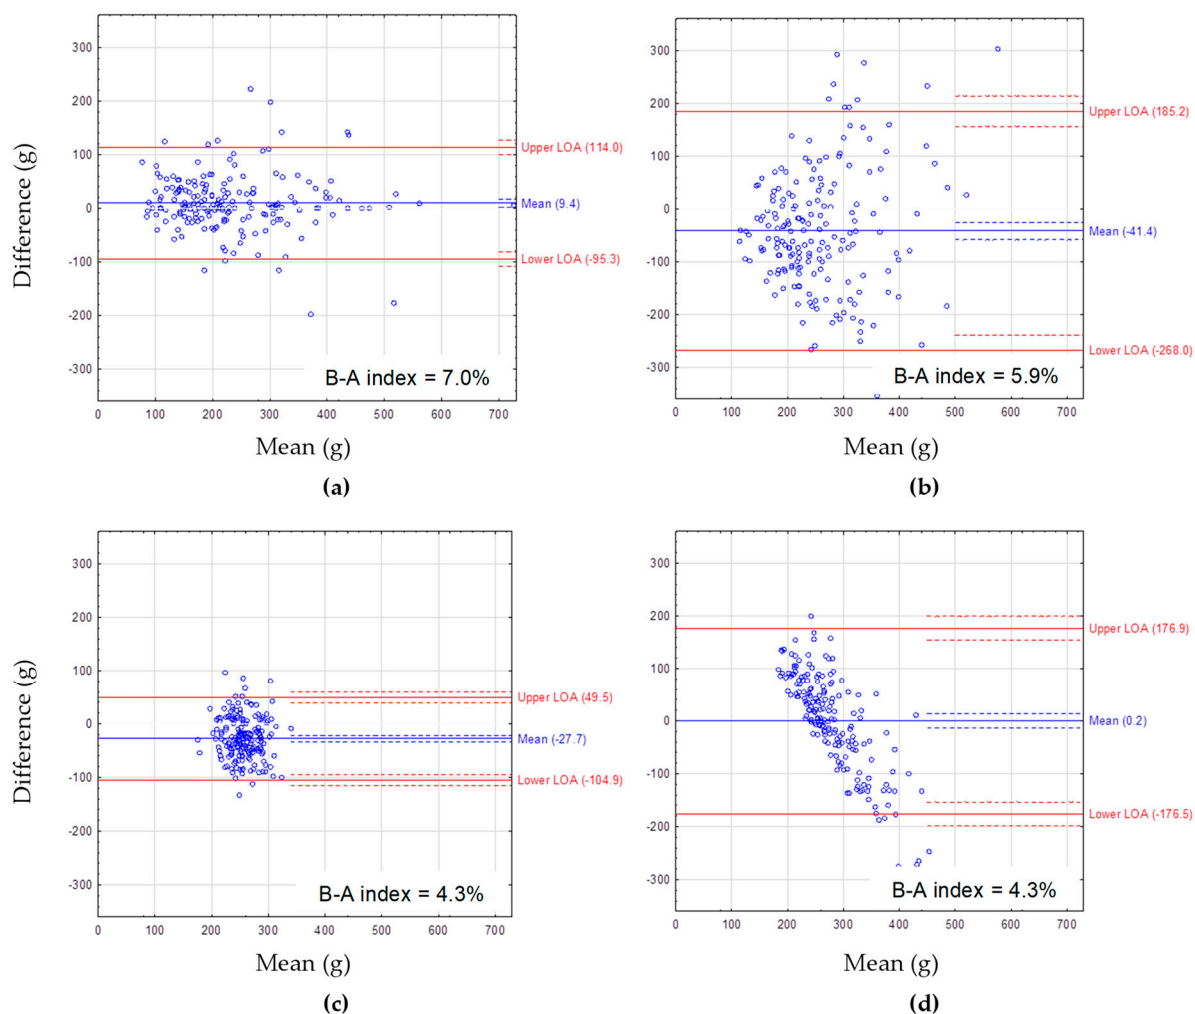 300
200
100
0
-100
-200
-300
Difference (g)
Upper LOA (114.0)
Mean (9.4)
Lower LOA (-95.3)
B-A index = 7.0%
0 100 200 300 400 500 600 700
Mean (g)
(a)
300
200
100
0
-100
-200
-300
Upper LOA (185.2)
Mean (-41.4)
Lower LOA (-268.0)
B-A index = 5.9%
0 100 200 300 400 500 600 700
Mean (g)
(b)
300
200
100
0
-100
-200
-300
Difference (g)
Upper LOA (49.5)
Mean (-27.7)
Lower LOA (-104.9)
B-A index = 4.3%
0 100 200 300 400 500 600 700
Mean (g)
(c)
300
200
100
0
-100
-200
-300
Upper LOA (176.9)
Mean (0.2)
Lower LOA (-176.5)
B-A index = 4.3%
0 100 200 300 400 500 600 700
Mean (g)
(d)